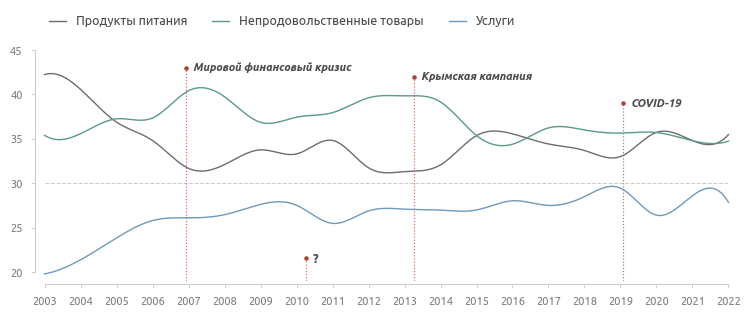 Продукты питания Непродовольственные товары Услуги
45
Мировой финансовый кризис
Крымская кампания
40
COVID-19
35
30
25
?
20
2003 2004 2005 2006 2007 2008 2009 2010 2011 2012 2013 2014 2015 2016 2017 2018 2019 2020 2021 2022